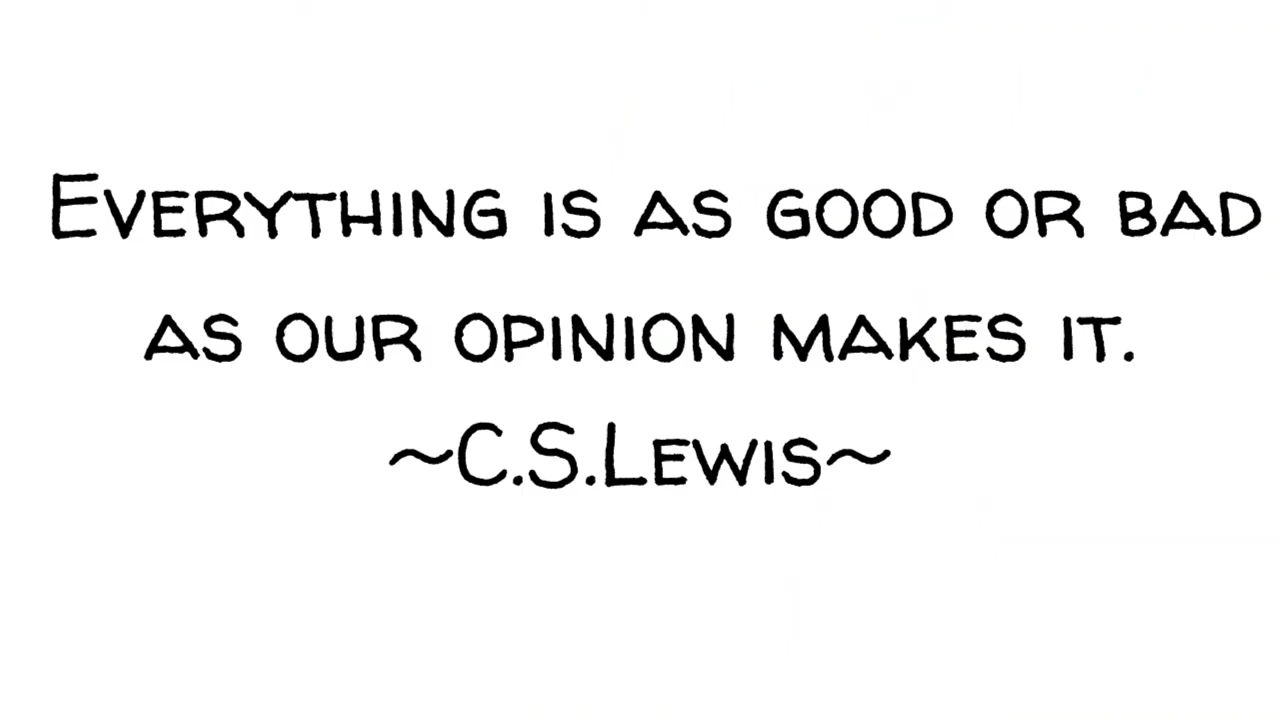 Everything is as good or bad
as our opinion makes it.
~C.S.Lewis~